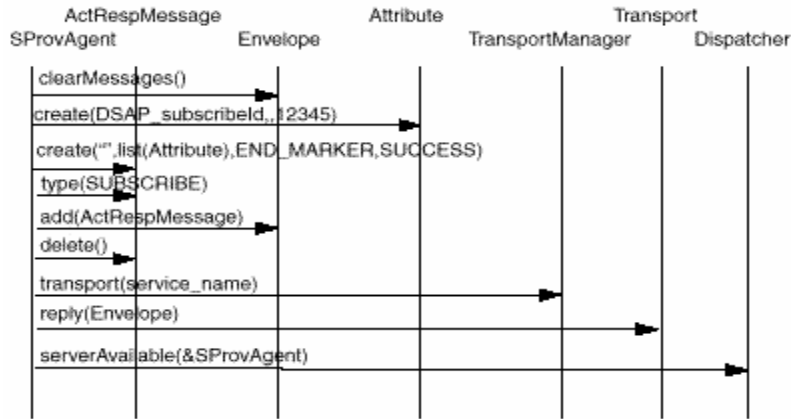 ActRespMessage Attribute Transport
SProvAgent Envelope TransportManager Dispatcher
clearMessages()
create(DSAP_subscribeId,,12345)
create("",list(Attribute),END_MARKER,SUCCESS)
type(SUBSCRIBE)
add(ActRespMessage)
delete()
transport(service_name)
reply(Envelope)
serverAvailable(&SProvAgent)